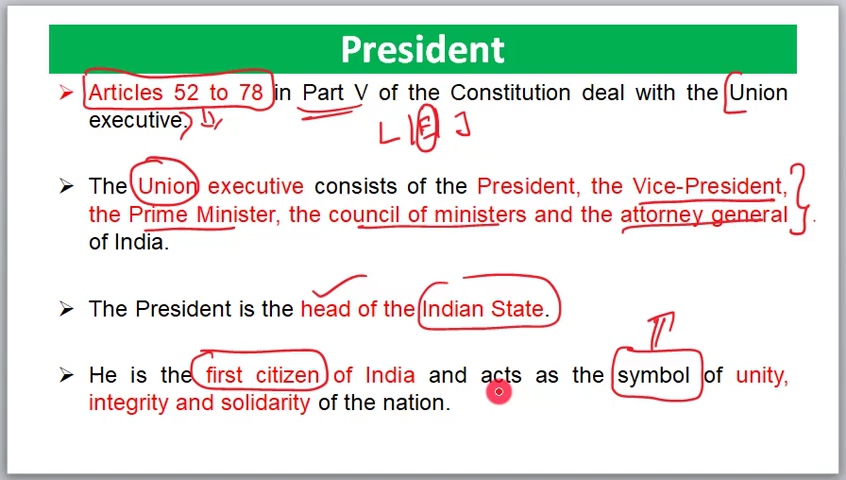 President
➢ Articles 52 to 78 in Part V of the Constitution deal with the Union
executive.
L E J
➢ The Union executive consists of the President, the Vice-President,
the Prime Minister, the council of ministers and the attorney general
of India.
➢ The President is the head of the Indian State.
➢ He is the first citizen of India and acts as the symbol of unity,
integrity and solidarity of the nation.